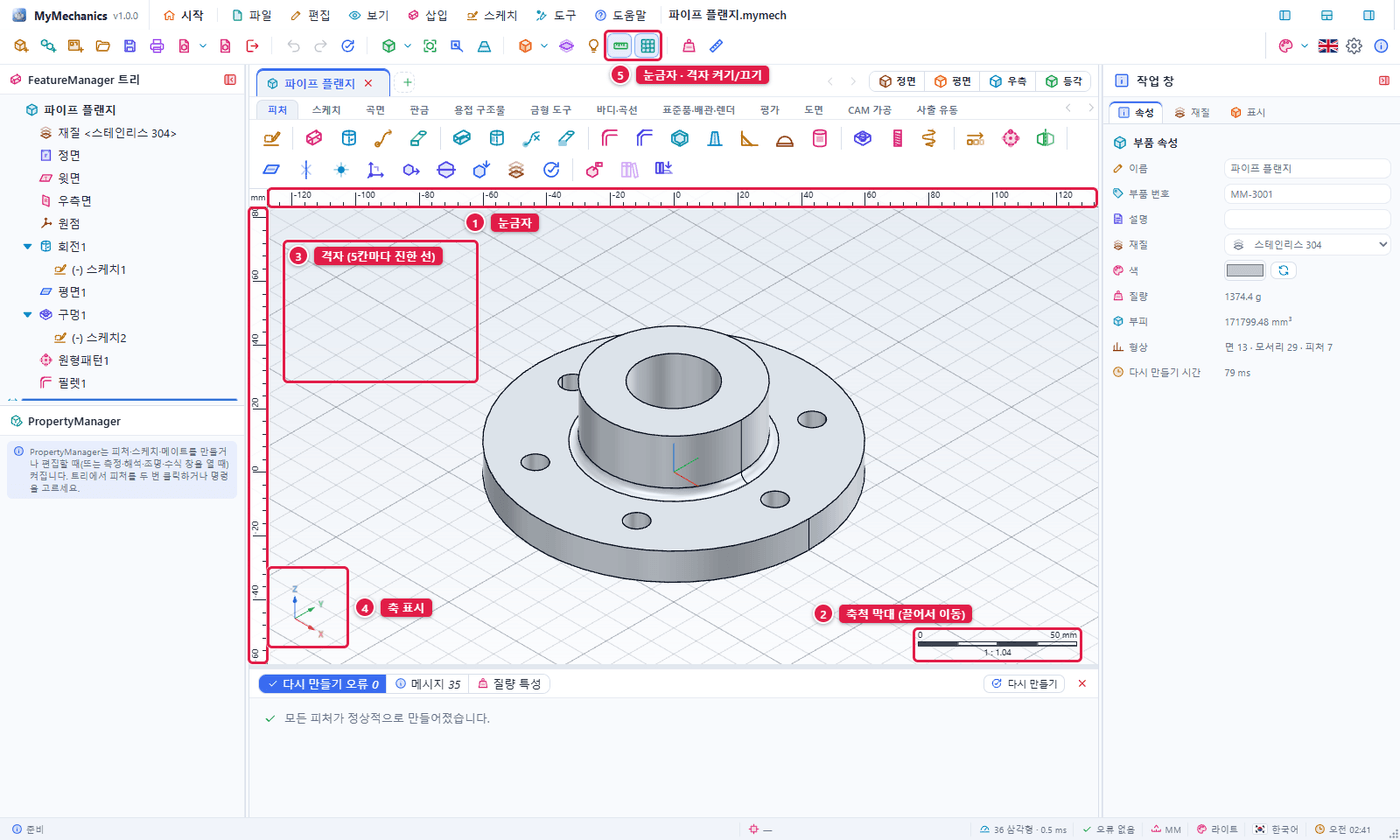 MyMechanics v1.0.0 시작 파일 편집 보기 삽입 스케치 도구 도움말 파이프 플랜지.mymech
5 눈금자 · 격자 켜기/끄기
FeatureManager 트리
파이프 플랜지
재질 <스테인리스 304>
정면
윗면
우측면
원점
회전1
(-) 스케치1
평면1
구멍1
(-) 스케치2
원형패턴1
필렛1
PropertyManager
PropertyManager는 피처·스케치·메이트를 만들거
나 편집할 때(또는 측정·해석·조명·수식 창을 열 때)
켜집니다. 트리에서 피처를 두 번 클릭하거나 명령
을 고르세요.
파이프 플랜지
정면 평면 우측 등각
피처 스케치 곡면 판금 용접 구조물 금형 도구 바디·곡선 표준품·배관·렌더 평가 도면 CAM 가공 사출 유동
mm -120 -100 -80 -60 -40 -20 0 20 40 60 80 100 120
80
60
40
20
0
-20
-40
60
1 눈금자
3 격자 (5칸마다 진한 선)
Z
Y
X
4 축 표시
2 축척 막대 (끌어서 이동)
0 50 mm
1 : 1.04
다시 만들기 오류 0 메시지 35 질량 특성 다시 만들기
모든 피처가 정상적으로 만들어졌습니다.
작업 창
속성 재질 표시
부품 속성
이름 파이프 플랜지
부품 번호 MM-3001
설명
재질 스테인리스 304
색
질량 1374.4 g
부피 171799.48 mm³
형상 면 13 · 모서리 29 · 피처 7
다시 만들기 시간 79 ms
준비 — 36 삼각형 · 0.5 ms 오류 없음 MM 라이트 한국어 오전 02:41